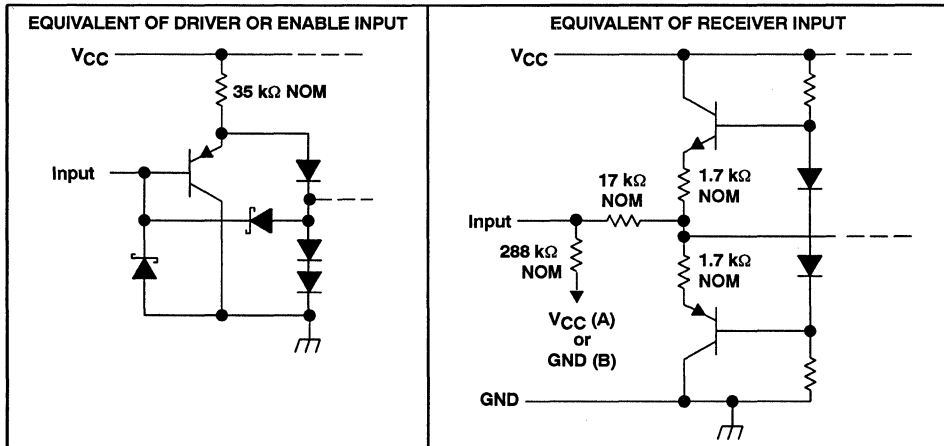 EQUIVALENT OF DRIVER OR ENABLE INPUT
VCC
35 kΩ NOM
Input
EQUIVALENT OF RECEIVER INPUT
VCC
17 kΩ
NOM
1.7 kΩ
NOM
Input
288 kΩ
NOM
1.7 kΩ
NOM
VCC (A)
or
GND (B)
GND